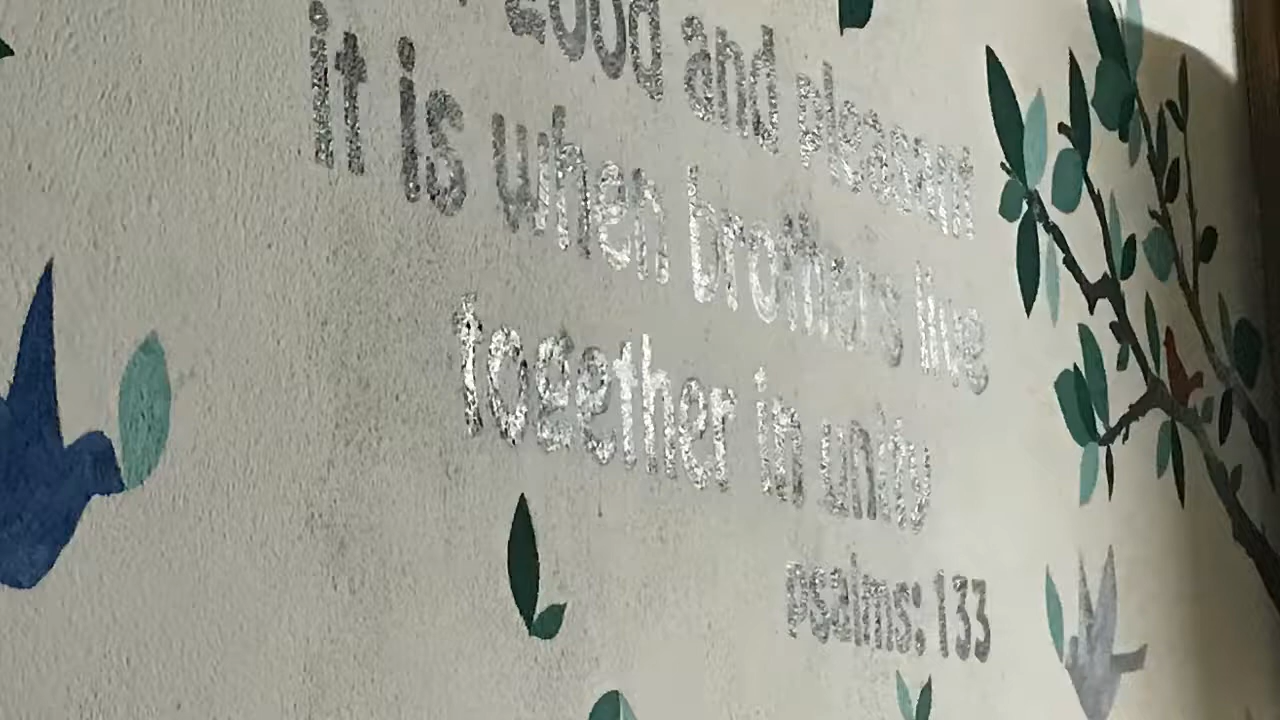 good and pleasant
it is when brothers live
together in unity
psalms: 133